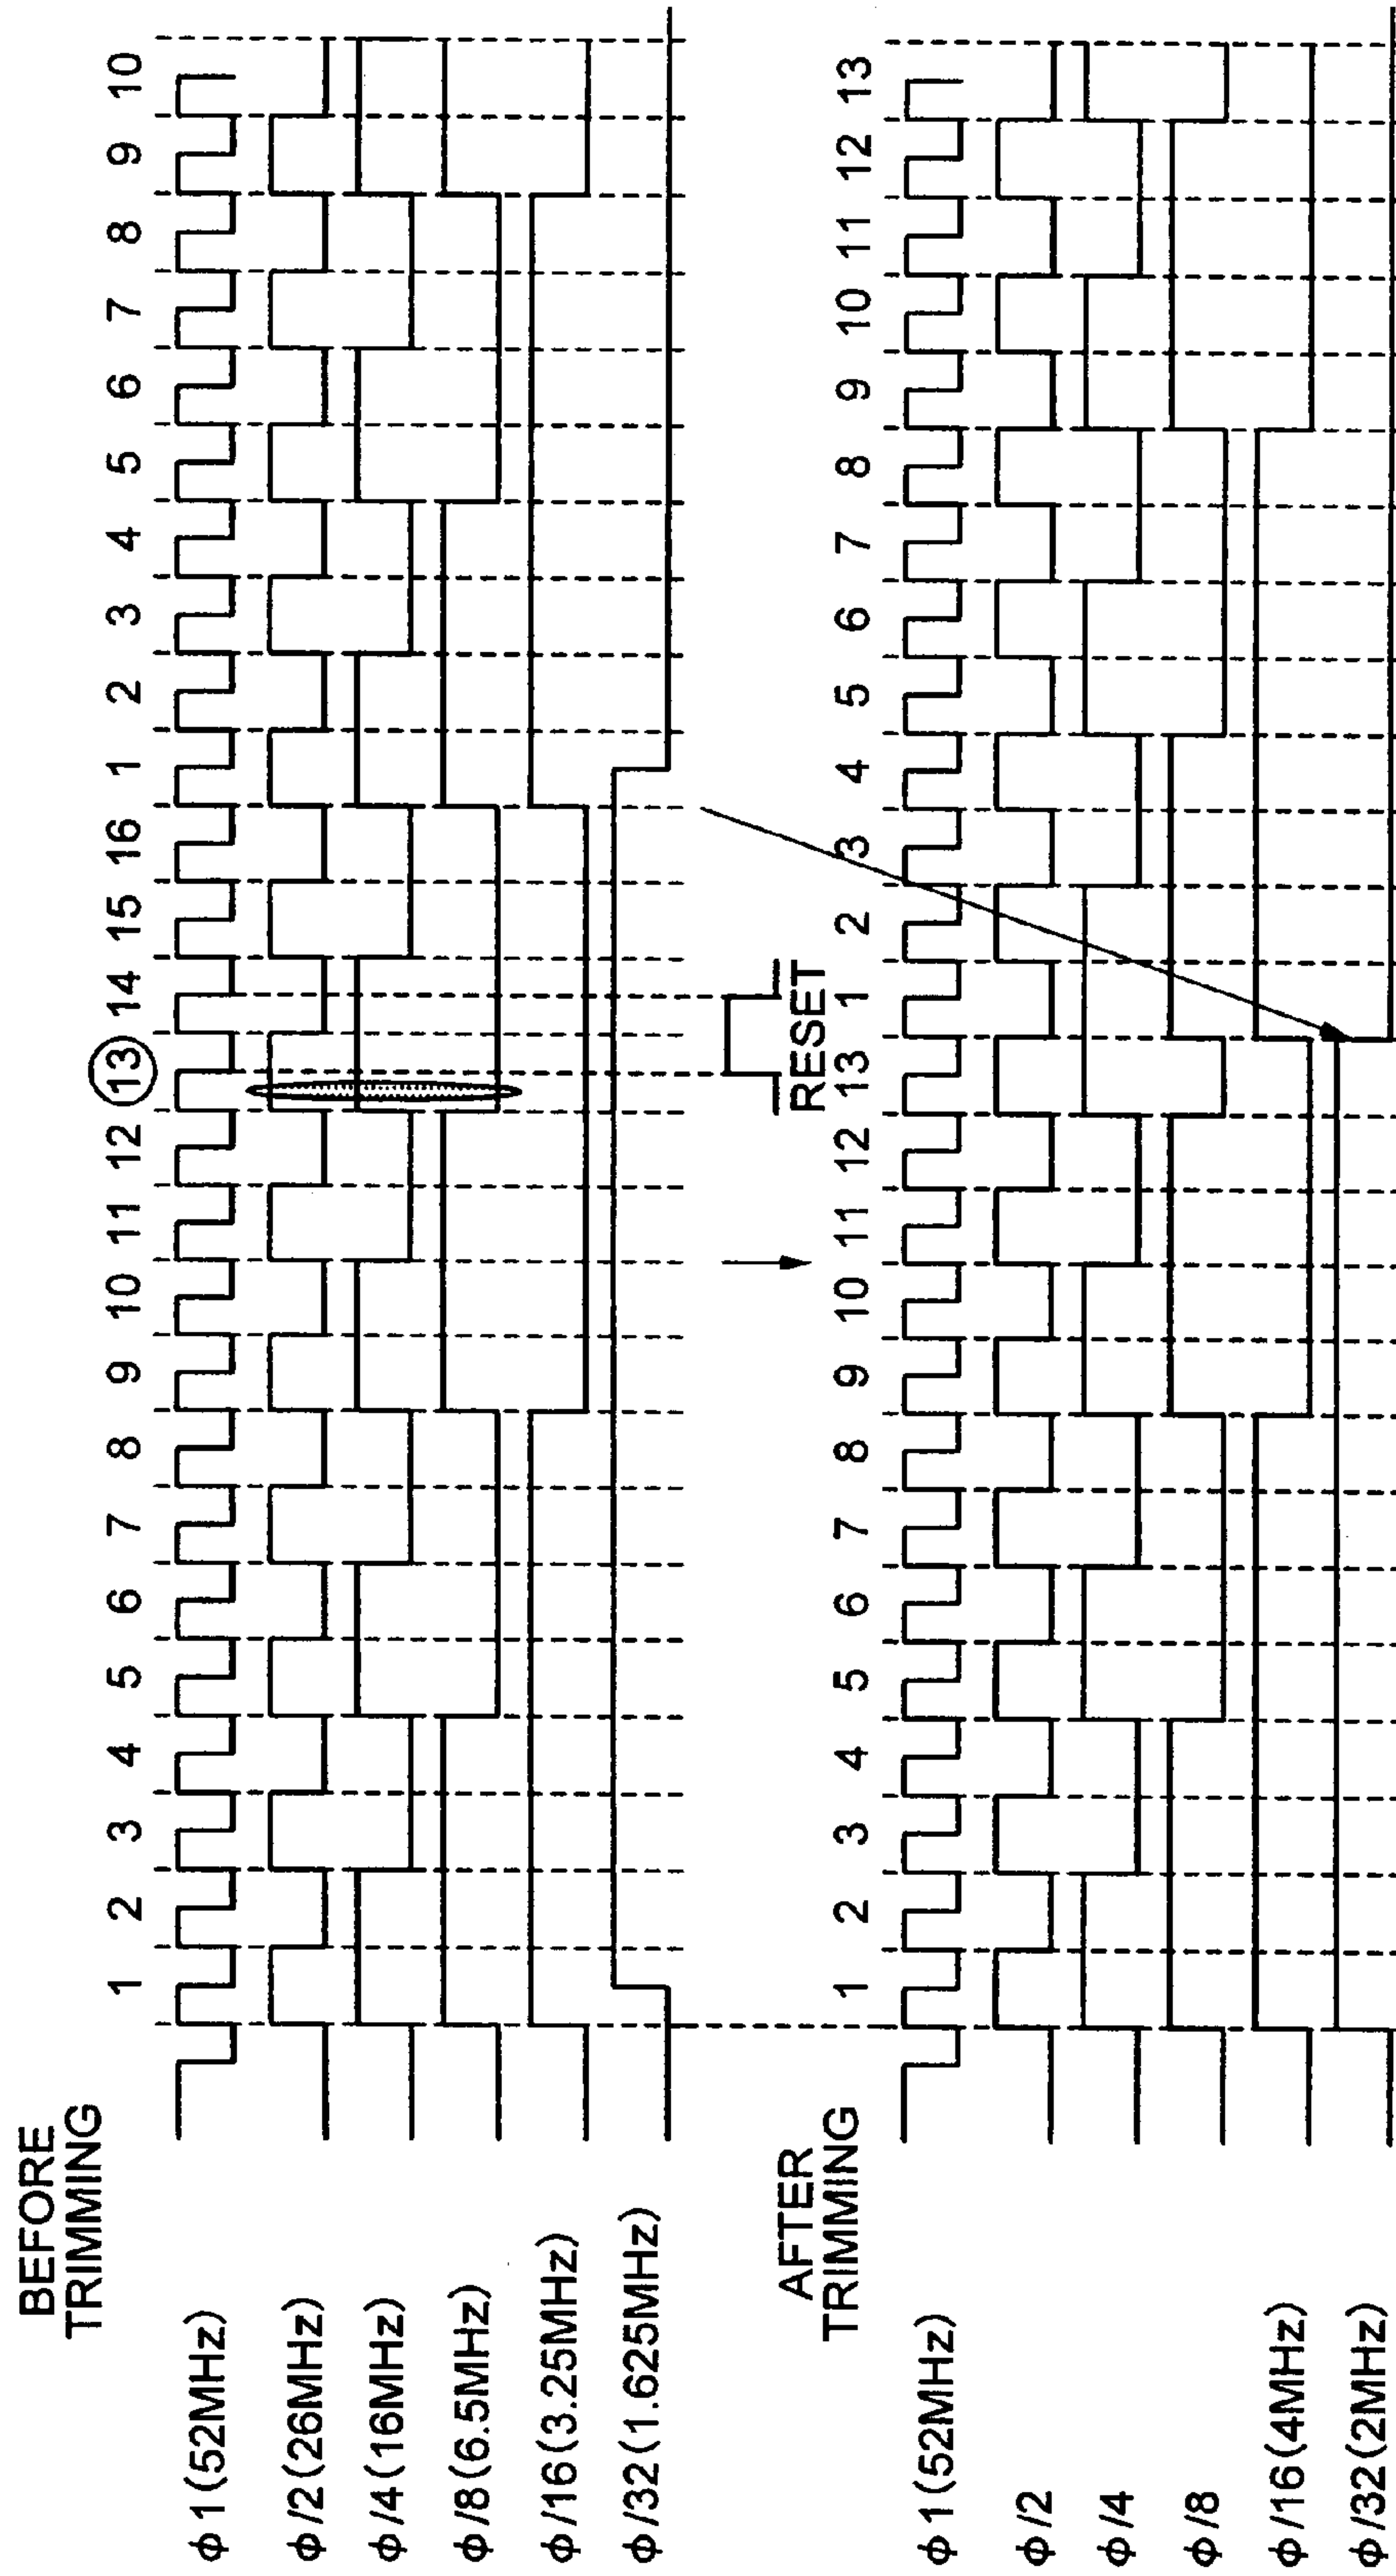 BEFORE
TRIMMING
1 2 3 4 5 6 7 8 9 10 11 12 13 14 15 16 1 2 3 4 5 6 7 8 9 10
φ1(52MHz)
φ/2(26MHz)
φ/4(16MHz)
φ/8(6.5MHz)
φ/16(3.25MHz)
φ/32(1.625MHz)
RESET
AFTER
TRIMMING
1 2 3 4 5 6 7 8 9 10 11 12 13 1 2 3 4 5 6 7 8 9 10 11 12 13
φ1(52MHz)
φ/2
φ/4
φ/8
φ/16(4MHz)
φ/32(2MHz)